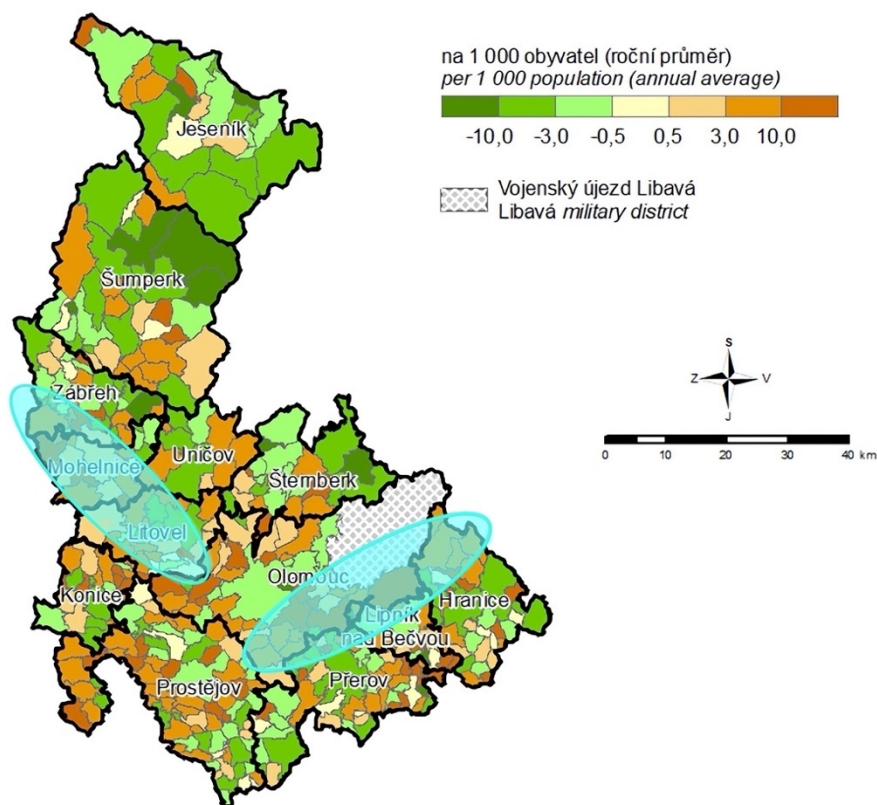 na 1 000 obyvatel (roční průměr)
per 1 000 population (annual average)
-10,0 -3,0 -0,5 0,5 3,0 10,0
Vojenský újezd Libavá
Libavá military district
Jeseník
Šumperk
S
Z V
J
Zábřeh
0 10 20 30 40 km
Uničov
Mohelnice
Šternberk
Litovel
Olomouc
Konice
Hranice
Lipník
nad Bečvou
Přerov
Prostějov